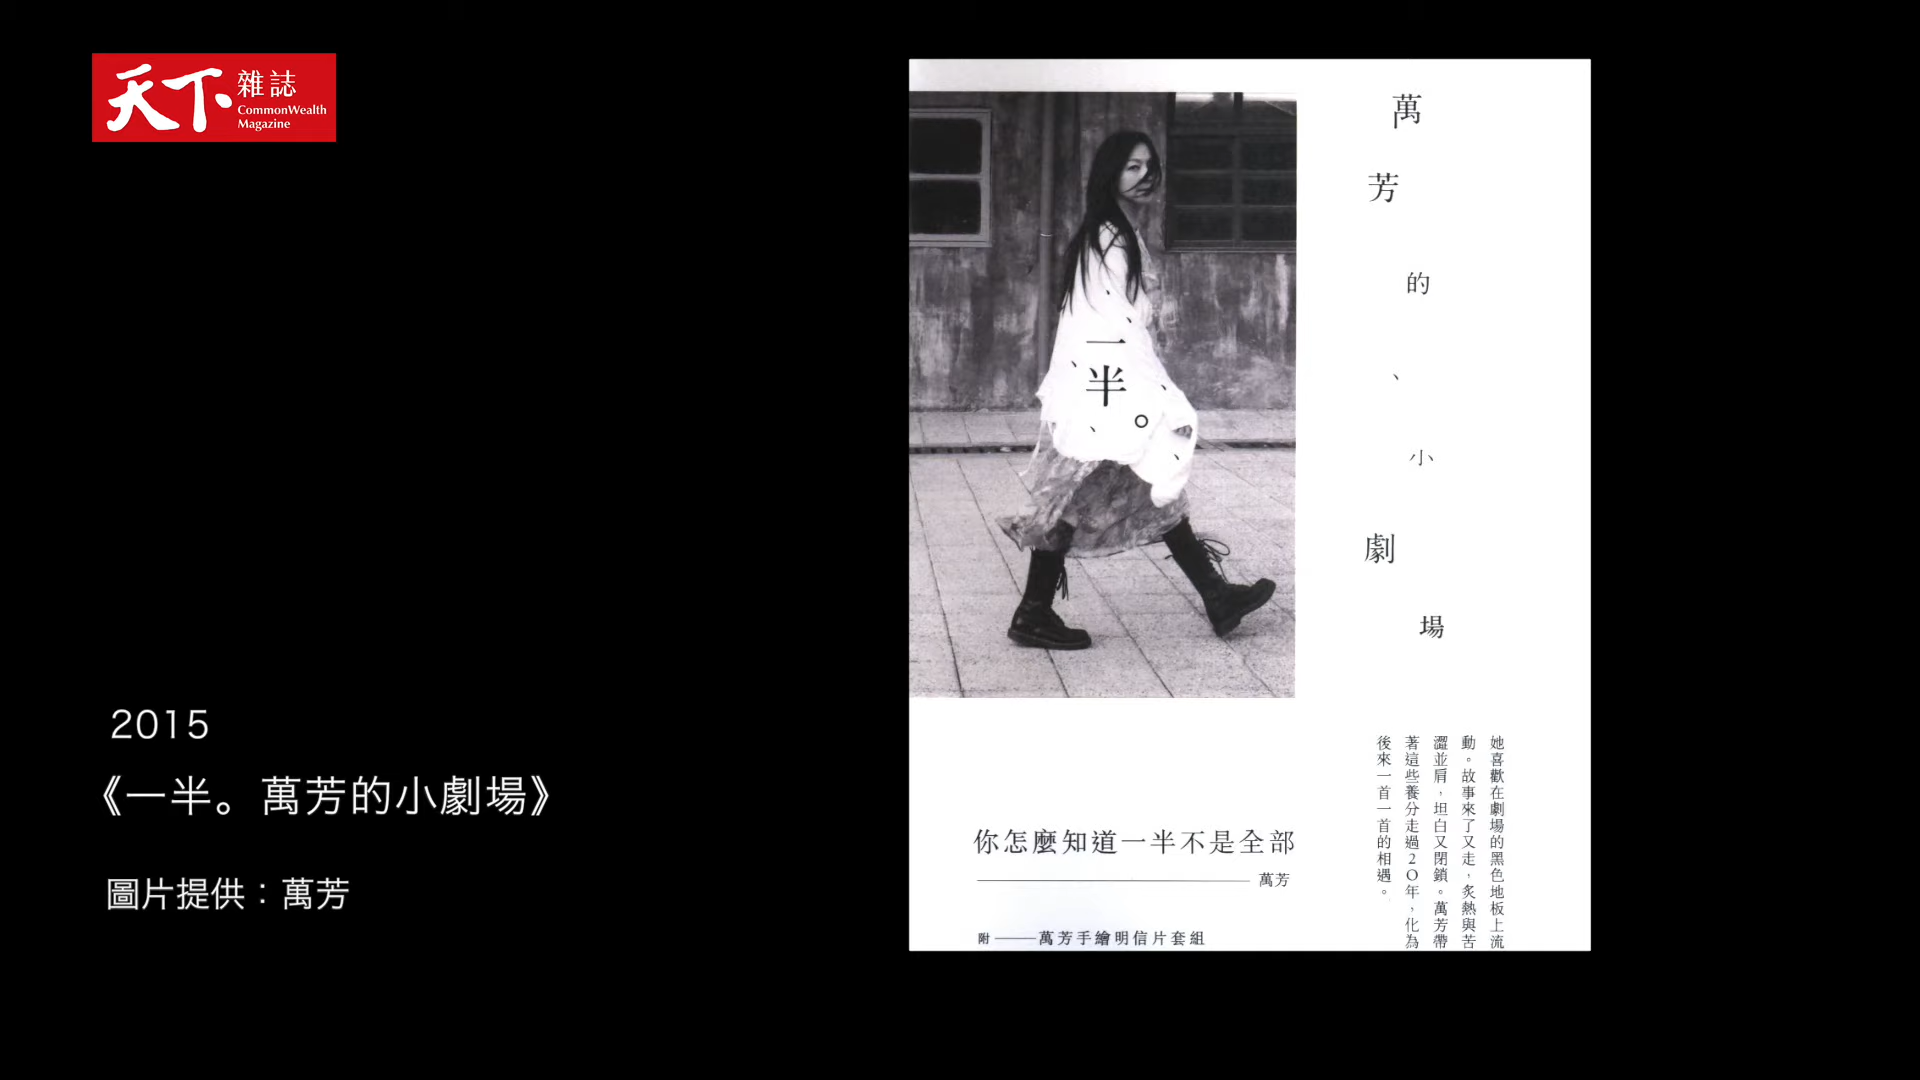 天下雜誌
CommonWealth
Magazine
2015
《一半。萬芳的小劇場》
圖片提供：萬芳
一半。
萬芳的、小劇場
你怎麼知道一半不是全部
萬芳
附——萬芳手繪明信片套組
她喜歡在劇場的黑色地板上流
動。故事來了又走，炙熱與苦
澀並肩，坦白又閉鎖。萬芳帶
著這些養分走過20年，化為
後來一首一首的相遇。